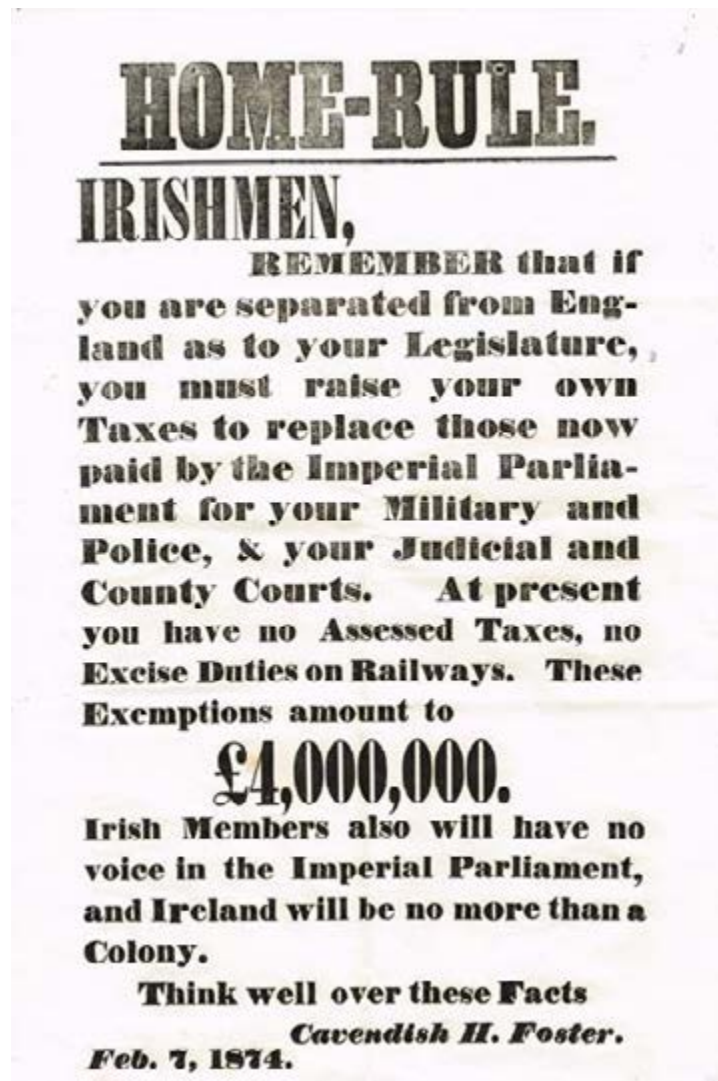 HOME-RULE.
IRISHMEN,
REMEMBER that if
you are separated from Eng-
land as to your Legislature,
you must raise your own
Taxes to replace those now
paid by the Imperial Parlia-
ment for your Military and
Police, & your Judicial and
County Courts. At present
you have no Assessed Taxes, no
Excise Duties on Railways. These
Exemptions amount to
£4,000,000.
Irish Members also will have no
voice in the Imperial Parliament,
and Ireland will be no more than a
Colony.
Think well over these Facts
Cavendish H. Foster.
Feb. 7, 1874.